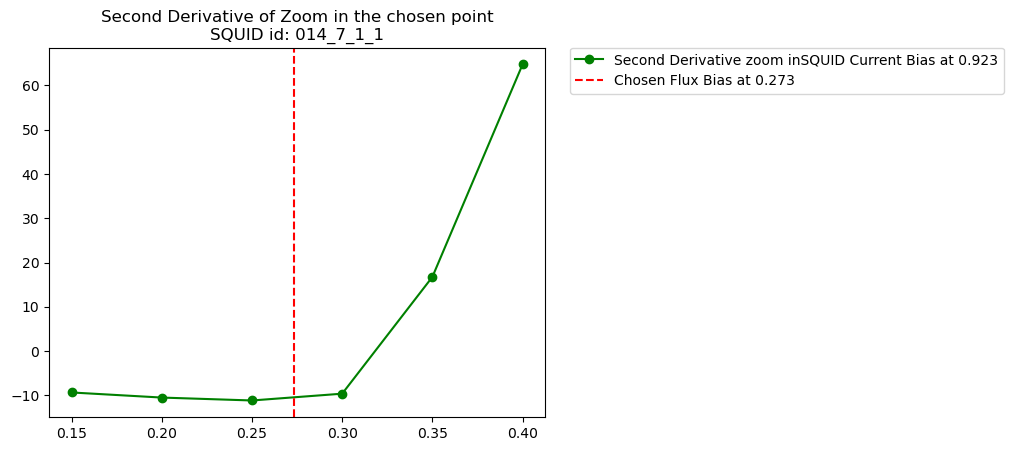 Second Derivative of Zoom in the chosen point
SQUID id: 014_7_1_1
Second Derivative zoom inSQUID Current Bias at 0.923
Chosen Flux Bias at 0.273
60
50
40
30
20
10
0
−10
0.15 0.20 0.25 0.30 0.35 0.40